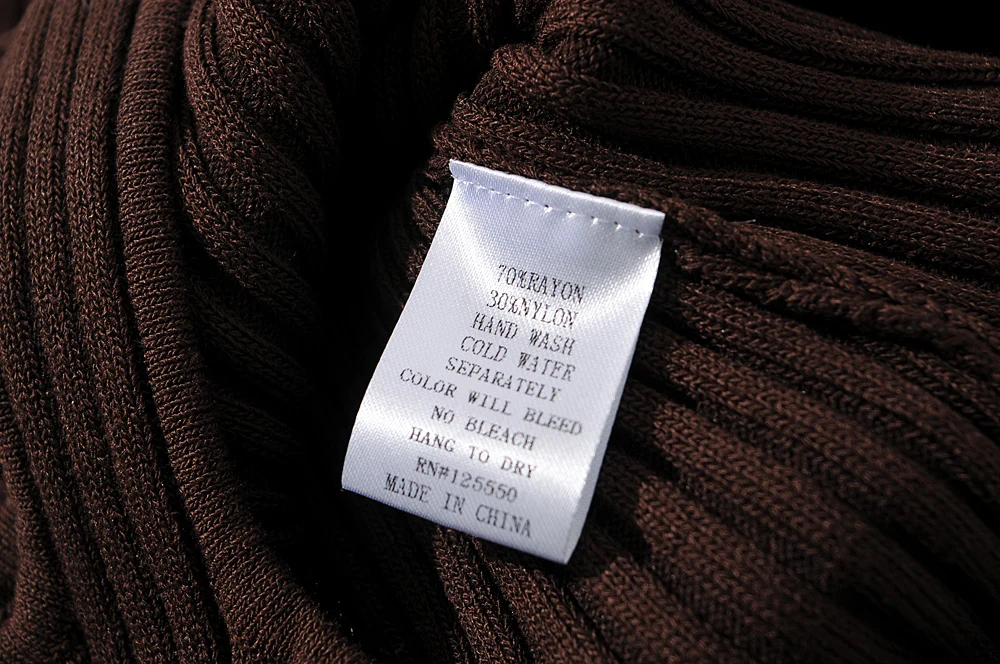 70%RAYON
30%NYLON
HAND WASH
COLD WATER
SEPARATELY
COLOR WILL BLEED
NO BLEACH
HANG TO DRY
RN#125550
MADE IN CHINA